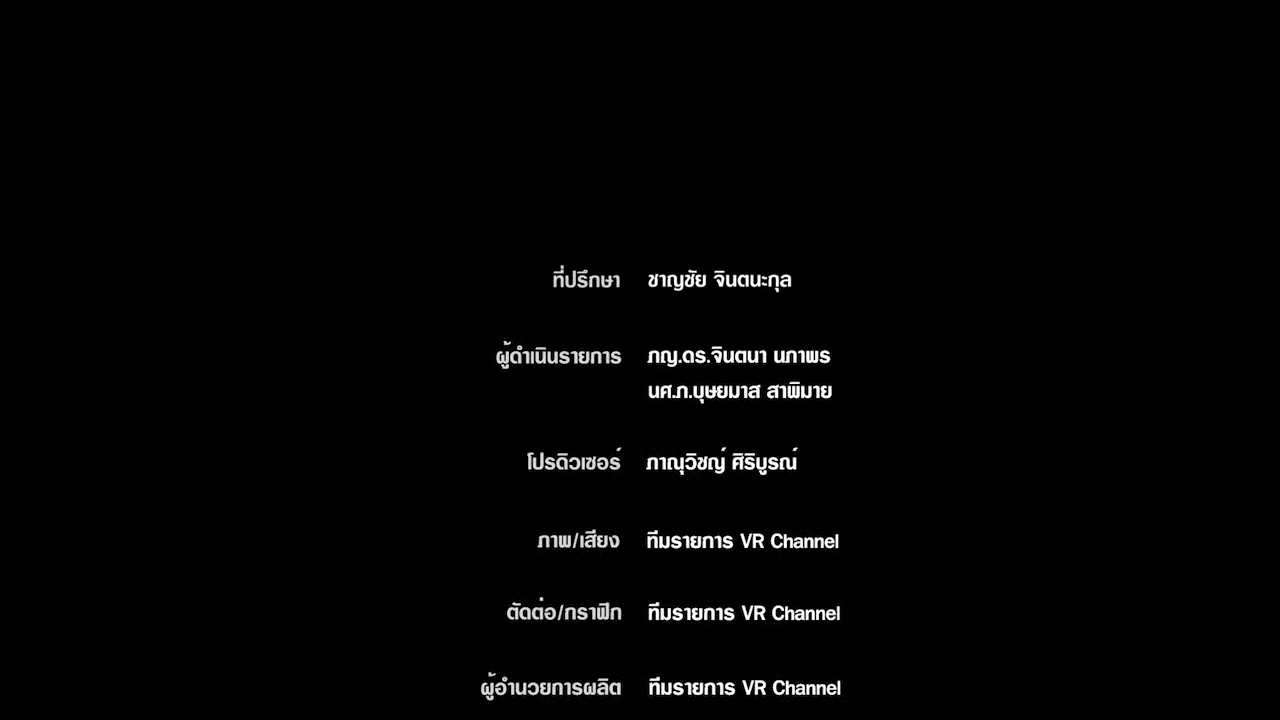 ที่ปรึกษา ชาญชัย จินตนะกุล
ผู้ดำเนินรายการ ภญ.ดร.จินตนา นภาพร
นศ.ภ.บุษยมาส สาพิมาย
โปรดิวเซอร์ ภาณุวิชญ์ ศิริบูรณ์
ภาพ/เสียง ทีมรายการ VR Channel
ตัดต่อ/กราฟิก ทีมรายการ VR Channel
ผู้อำนวยการผลิต ทีมรายการ VR Channel